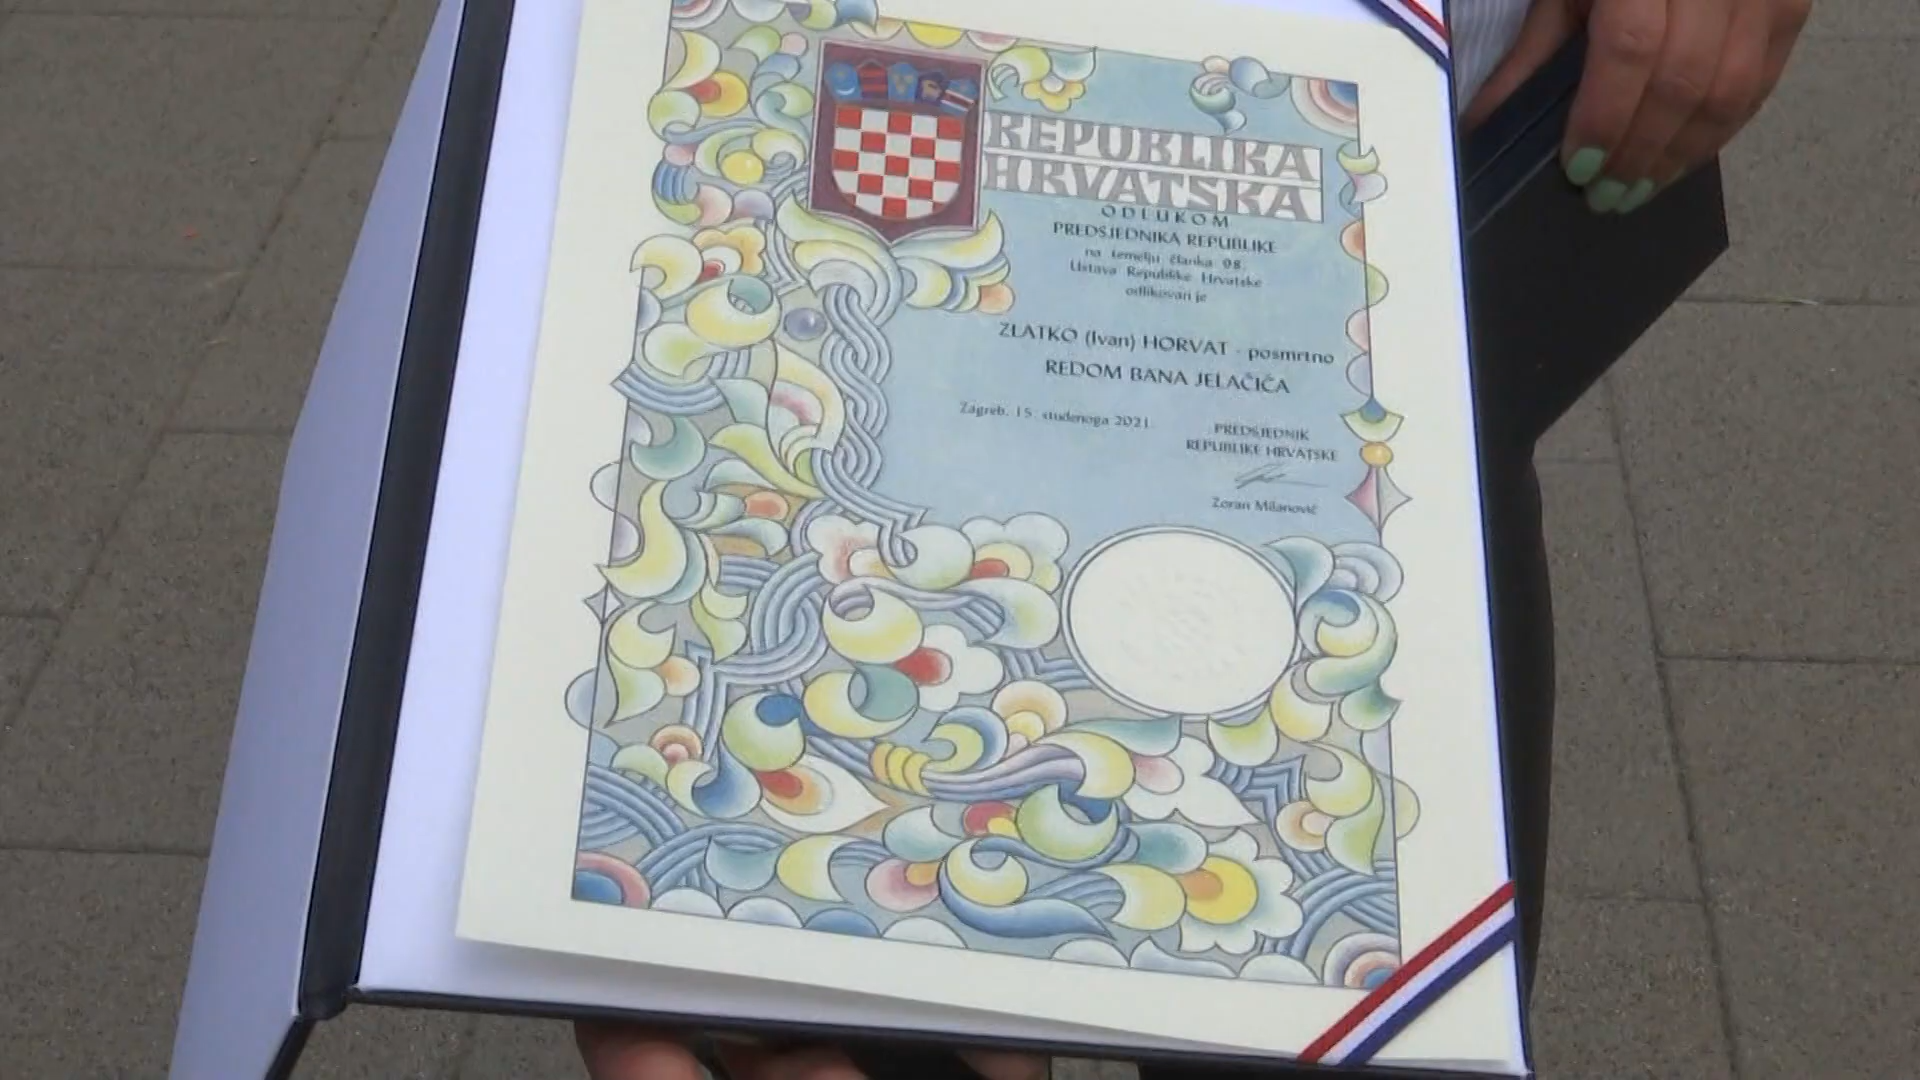 REPUBLIKA
HRVATSKA
ODLUKOM
PREDSJEDNIKA REPUBLIKE
na temelju članka 98.
Ustava Republike Hrvatske
odlikovan je
ZLATKO (Ivan) HORVAT - posmrtno
REDOM BANA JELAČIĆA
Zagreb, 15. studenoga 2021.
PREDSJEDNIK
REPUBLIKE HRVATSKE
Zoran Milanović